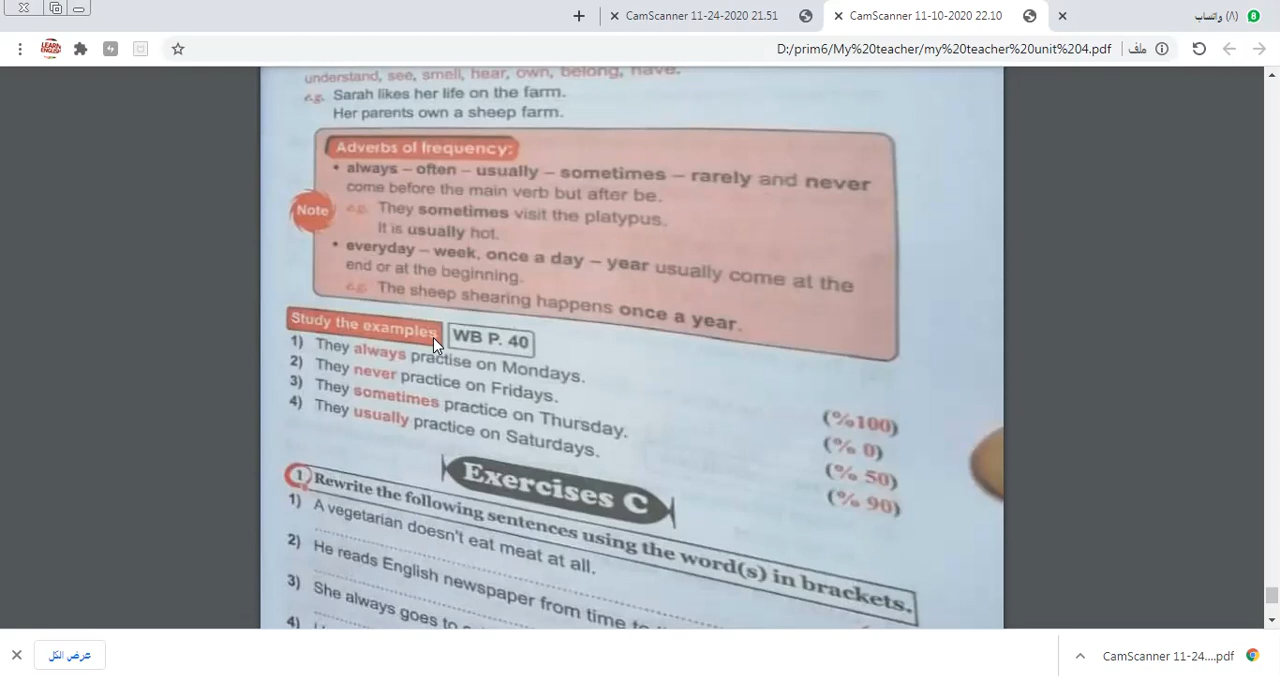 CamScanner 11-24-2020 21.51
CamScanner 11-10-2020 22.10
واتساب (٨)
8
LEARN ENGLISH
D:/prim6/My%20teacher/my%20teacher%20unit%204.pdf
ملف
understand, see, smell, hear, own, belong, have.
e.g. Sarah likes her life on the farm.
Her parents own a sheep farm.
Adverbs of frequency:
• always – often – usually – sometimes – rarely and never
come before the main verb but after be.
Note
e.g. They sometimes visit the platypus.
It is usually hot.
• everyday – week, once a day – year usually come at the
end or at the beginning.
e.g. The sheep shearing happens once a year.
Study the examples
WB P. 40
1) They always practise on Mondays. (%100)
2) They never practice on Fridays. (% 0)
3) They sometimes practice on Thursday. (% 50)
4) They usually practice on Saturdays. (% 90)
Exercises C
1 Rewrite the following sentences using the word(s) in brackets.
1) A vegetarian doesn't eat meat at all.
2) He reads English newspaper from time to
3) She always goes to
4)
عرض الكل
CamScanner 11-24....pdf